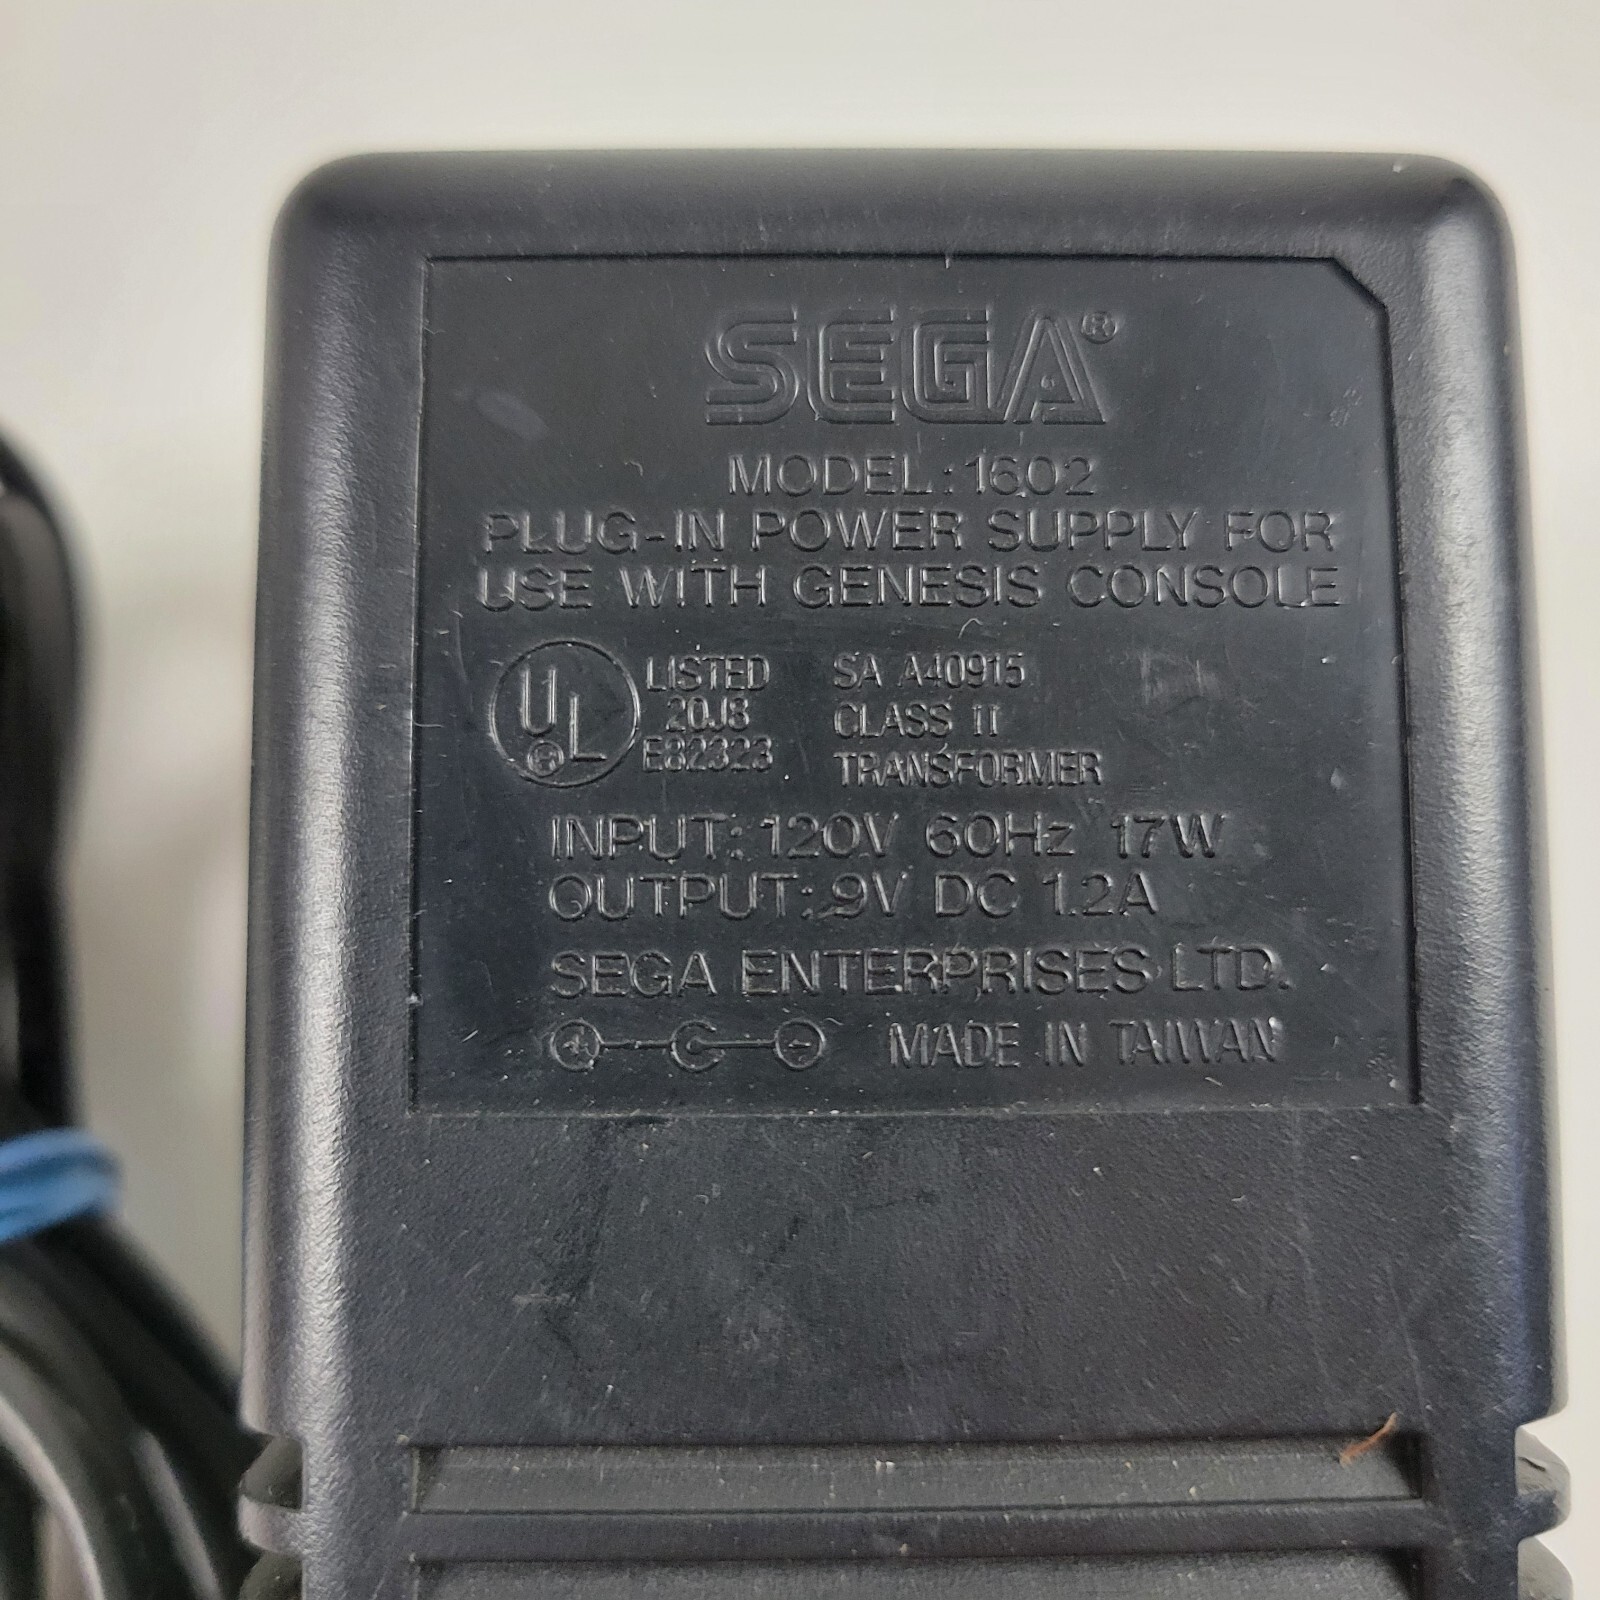 SEGA®
MODEL: 1602
PLUG-IN POWER SUPPLY FOR
USE WITH GENESIS CONSOLE
UL ®
LISTED
20J8
E82323
SA A40915
CLASS II
TRANSFORMER
INPUT: 120V 60Hz 17W
OUTPUT: 9V DC 1.2A
SEGA ENTERPRISES LTD.
+ - MADE IN TAIWAN